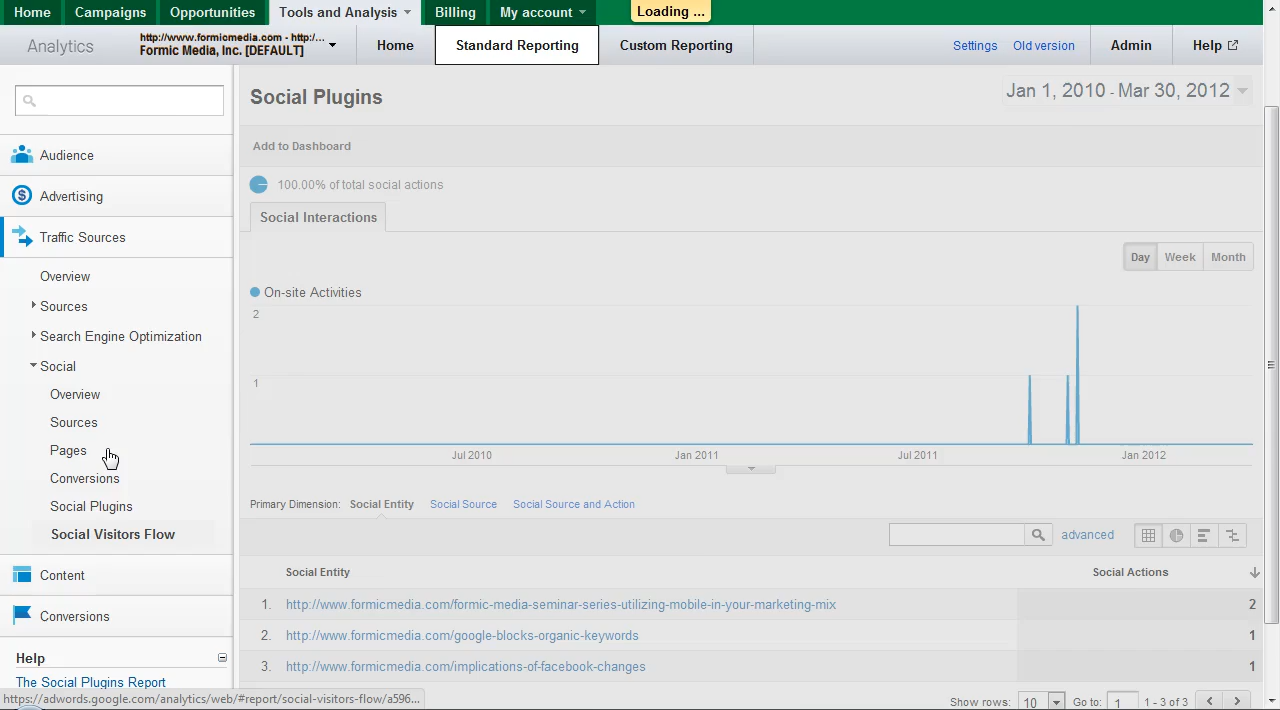 Home Campaigns Opportunities Tools and Analysis Billing My account Loading ...
Analytics
http://www.formicmedia.com - http:/...
Formic Media, Inc. [DEFAULT]
Home Standard Reporting Custom Reporting Settings Old version Admin Help
Social Plugins
Jan 1, 2010 - Mar 30, 2012
Add to Dashboard
100.00% of total social actions
Social Interactions
Day Week Month
On-site Activities
2
1
Jul 2010 Jan 2011 Jul 2011 Jan 2012
Primary Dimension: Social Entity Social Source Social Source and Action
advanced
Social Entity Social Actions
1. http://www.formicmedia.com/formic-media-seminar-series-utilizing-mobile-in-your-marketing-mix 2
2. http://www.formicmedia.com/google-blocks-organic-keywords 1
3. http://www.formicmedia.com/implications-of-facebook-changes 1
Show rows: 10 Go to: 1 1 - 3 of 3
Audience
Advertising
Traffic Sources
Overview
Sources
Search Engine Optimization
Social
Overview
Sources
Pages
Conversions
Social Plugins
Social Visitors Flow
Content
Conversions
Help
The Social Plugins Report
https://adwords.google.com/analytics/web/#report/social-visitors-flow/a596...